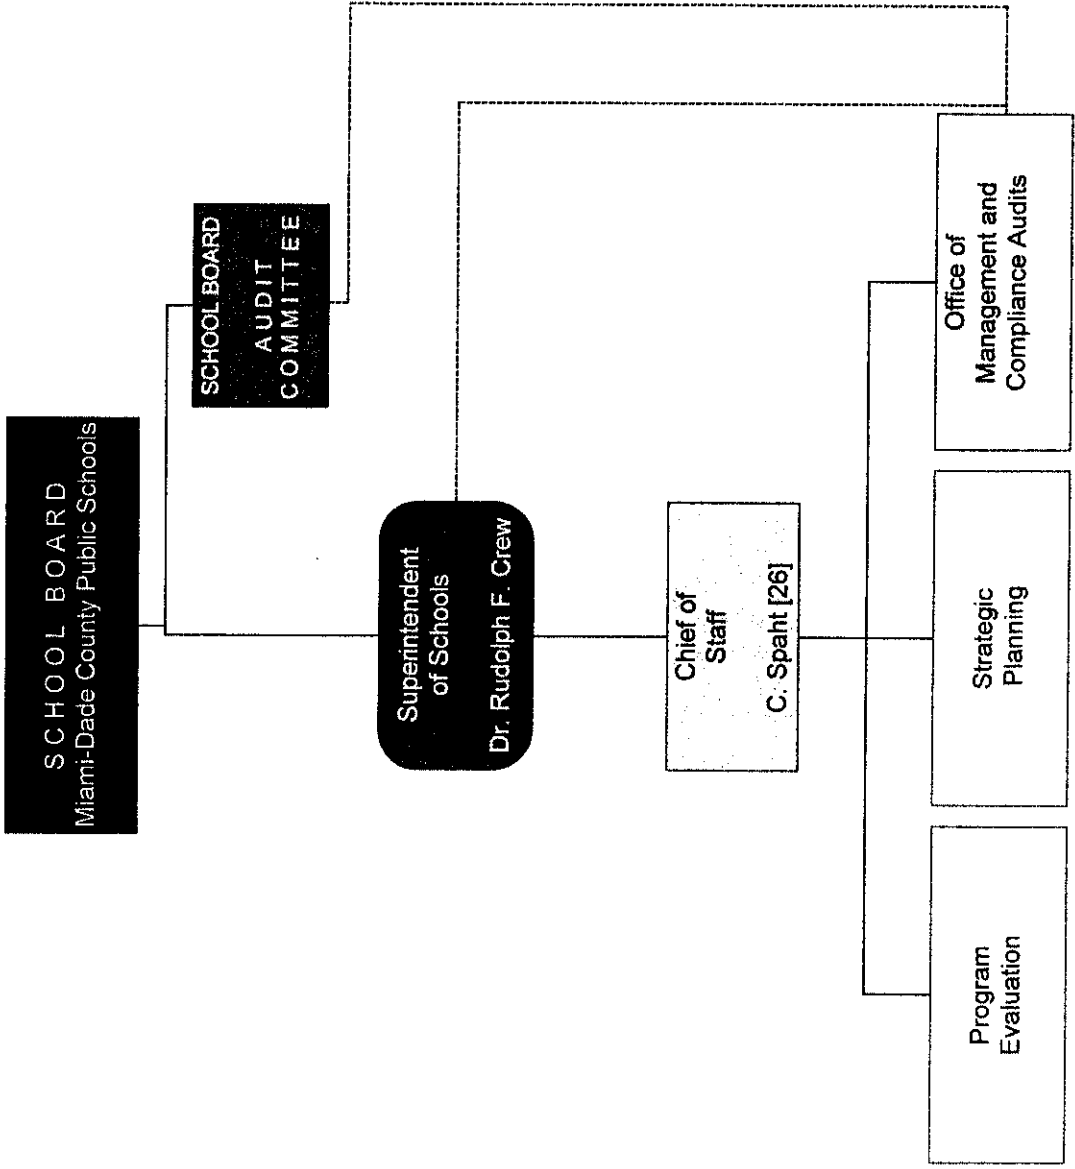 SCHOOL BOARD
Miami-Dade County Public Schools
SCHOOL BOARD
AUDIT
COMMITTEE
Superintendent
of Schools
Dr. Rudolph F. Crew
Chief of
Staff
C. Spaht [26]
Program
Evaluation
Strategic
Planning
Office of
Management and
Compliance Audits